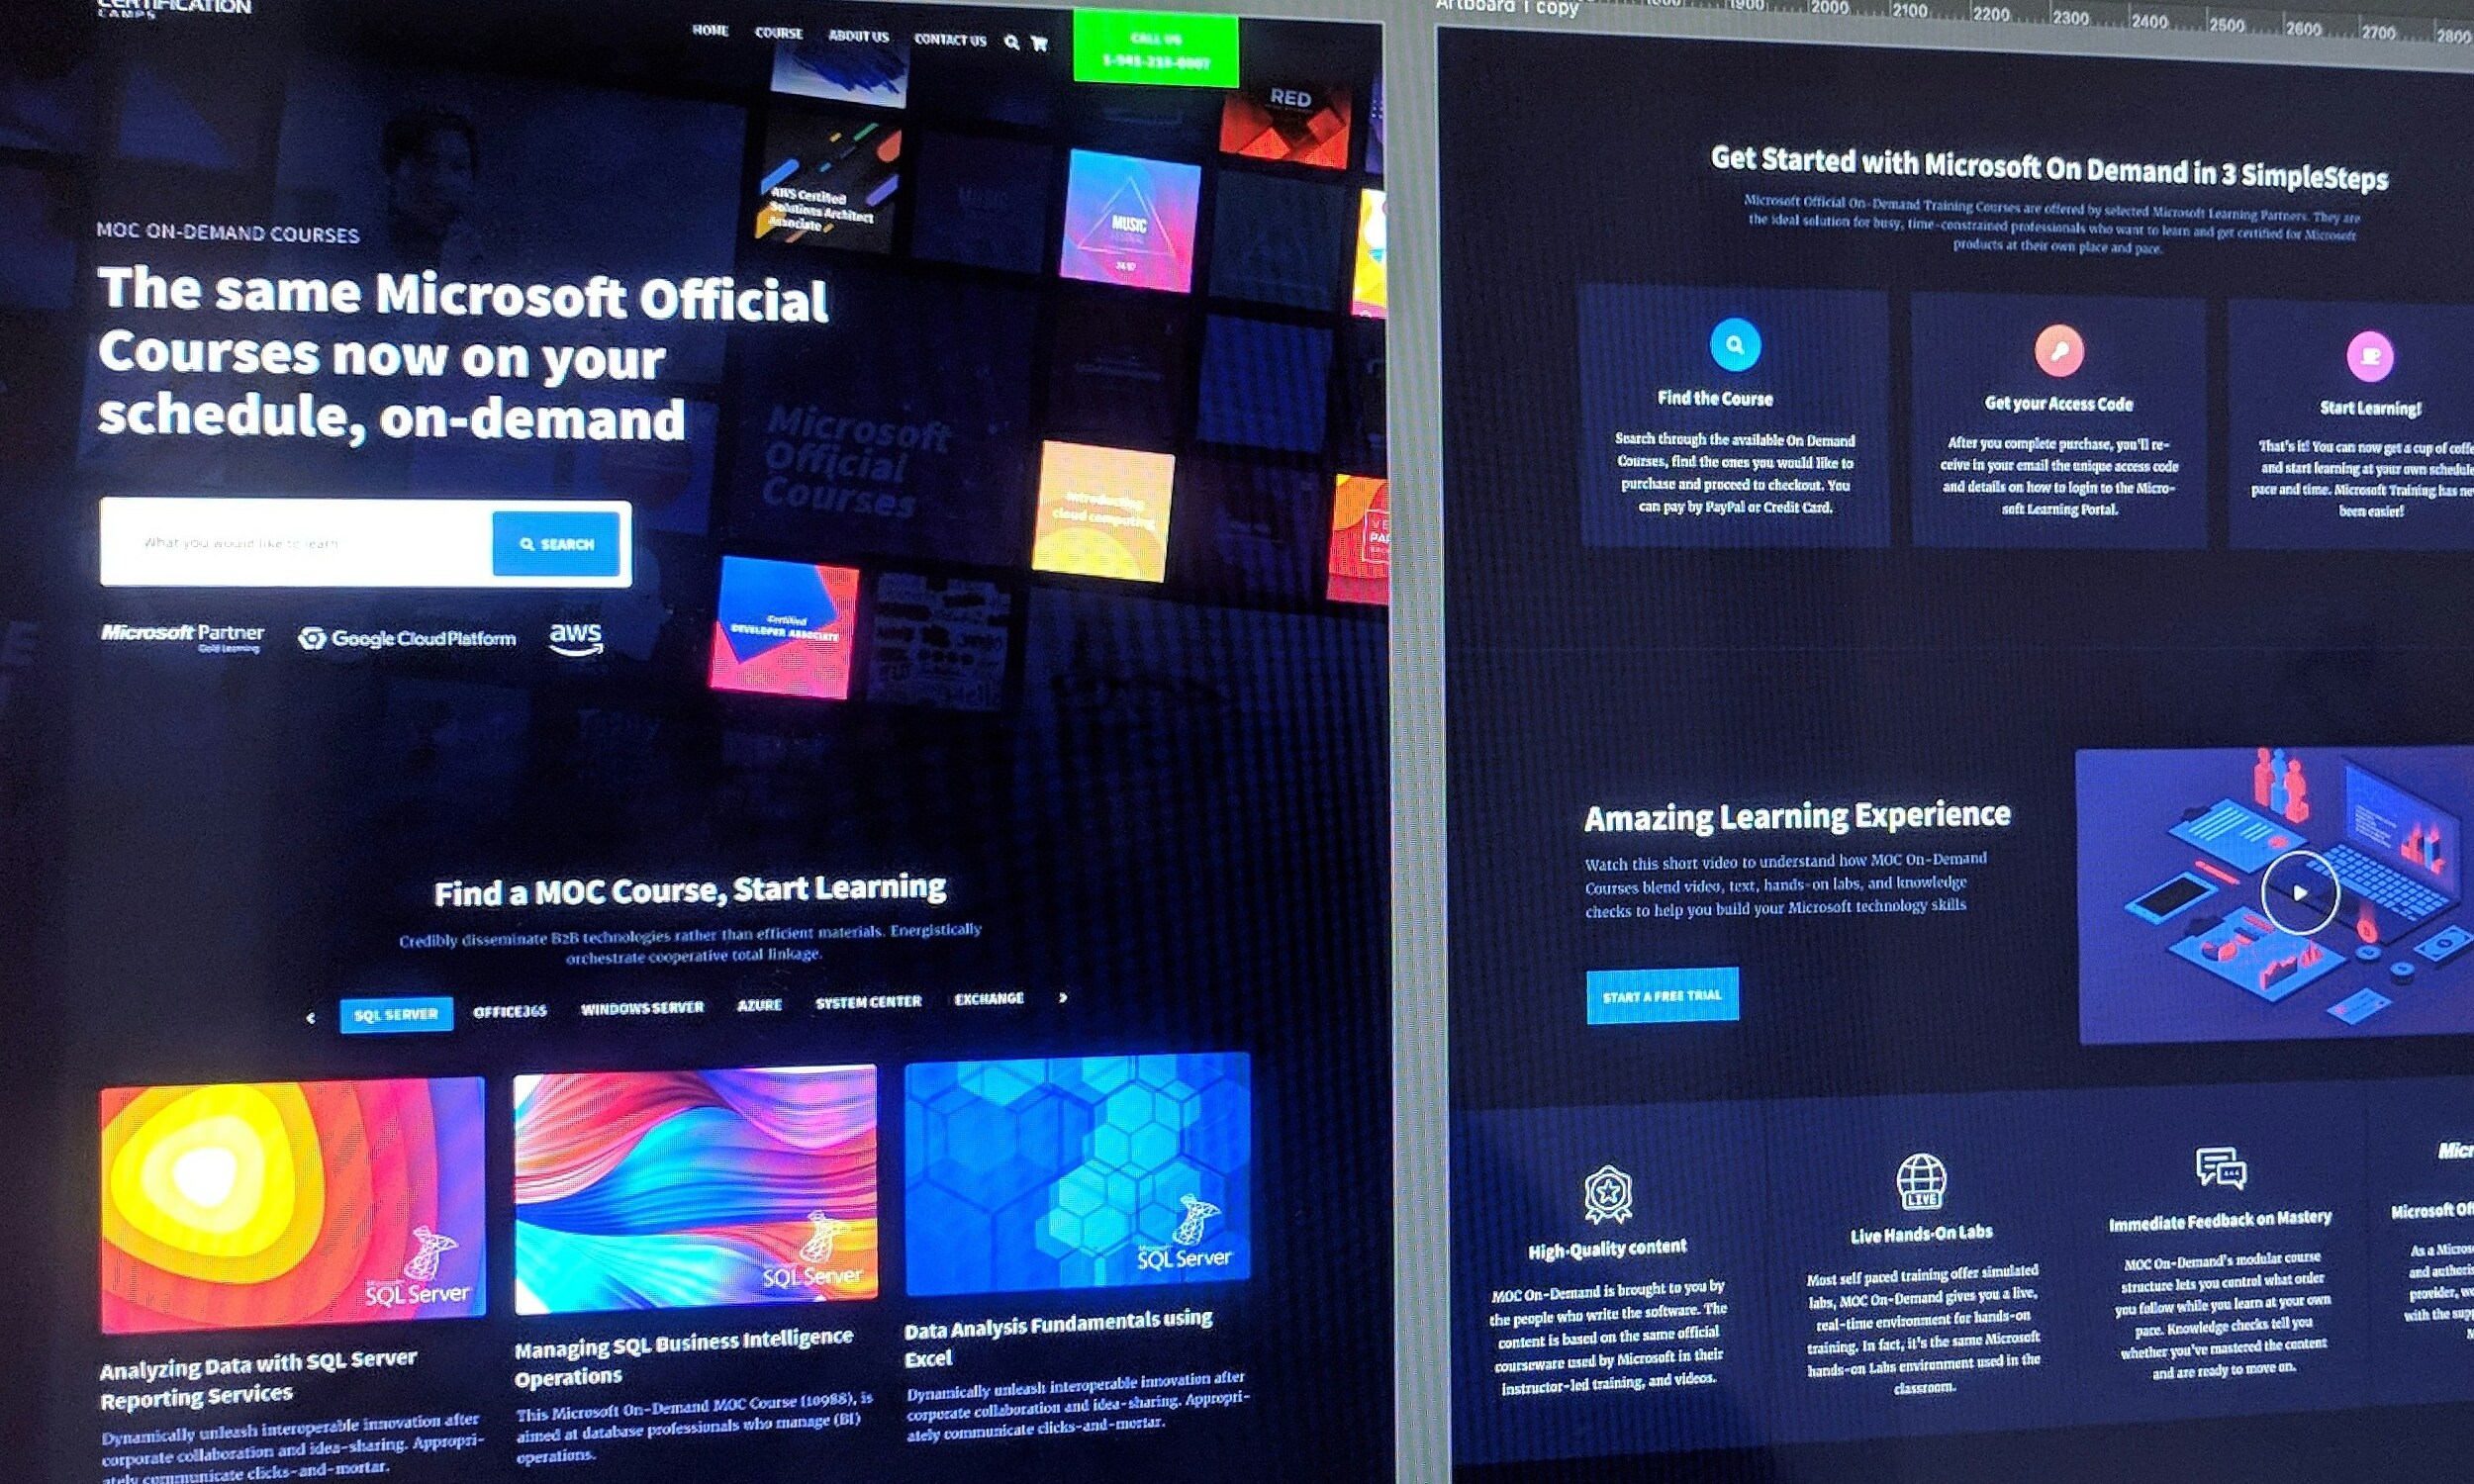 CERTIFICATION
CAMPS
HOME
COURSE
ABOUT US
CONTACT US
CALL US
MOC ON-DEMAND COURSES
The same Microsoft Official
Courses now on your
schedule, on-demand
What you would like to learn
SEARCH
Microsoft Partner
Gold Learning
Google Cloud Platform
aws
AWS Certified
Solutions Architect
Associate
MUSIC
RED
Microsoft
Official
Courses
Introducing
cloud computing
Certified
DEVELOPER ASSOCIATE
Find a MOC Course, Start Learning
Credibly disseminate B2B technologies rather than efficient materials. Energistically
orchestrate cooperative total linkage.
SQL SERVER
OFFICE365
WINDOWS SERVER
AZURE
SYSTEM CENTER
EXCHANGE
SQL Server
SQL Server
SQL Server
Analyzing Data with SQL Server
Reporting Services
Dynamically unleash interoperable innovation after
corporate collaboration and idea-sharing. Appropri-
ately communicate clicks-and-mortar.
Managing SQL Business Intelligence
Operations
This Microsoft On-Demand MOC Course (10988), is
aimed at database professionals who manage (BI)
operations.
Data Analysis Fundamentals using
Excel
Dynamically unleash interoperable innovation after
corporate collaboration and idea-sharing. Appropri-
ately communicate clicks-and-mortar.
Artboard 1 copy
1900
2000
2100
2200
2300
2400
2500
2600
2700
2800
Get Started with Microsoft On Demand in 3 SimpleSteps
Microsoft Official On-Demand Training Courses are offered by selected Microsoft Learning Partners. They are
the ideal solution for busy, time-constrained professionals who want to learn and get certified for Microsoft
products at their own place and pace.
Find the Course
Search through the available On Demand
Courses, find the ones you would like to
purchase and proceed to checkout. You
can pay by PayPal or Credit Card.
Get your Access Code
After you complete purchase, you'll re-
ceive in your email the unique access code
and details on how to login to the Micro-
soft Learning Portal.
Start Learning!
That's it! You can now get a cup of coffe
and start learning at your own schedule
pace and time. Microsoft Training has ne
been easier!
Amazing Learning Experience
Watch this short video to understand how MOC On-Demand
Courses blend video, text, hands-on labs, and knowledge
checks to help you build your Microsoft technology skills
START A FREE TRIAL
High-Quality content
MOC On-Demand is brought to you by
the people who write the software. The
content is based on the same official
courseware used by Microsoft in their
instructor-led training, and videos.
LIVE
Live Hands-On Labs
Most self paced training offer simulated
labs, MOC On-Demand gives you a live,
real-time environment for hands-on
training. In fact, it's the same Microsoft
hands-on Labs environment used in the
classroom.
Immediate Feedback on Mastery
MOC On-Demand's modular course
structure lets you control what order
you follow while you learn at your own
pace. Knowledge checks tell you
whether you've mastered the content
and are ready to move on.
Micr
Microsoft Off
As a Micros
and authoris
provider, we
with the sup